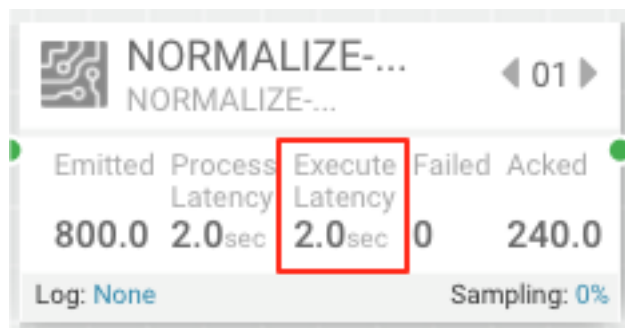 NORMALIZE-...
NORMALIZE-...
01
Emitted Process Latency Execute Latency Failed Acked
800.0 2.0sec 2.0sec 0 240.0
Log: None Sampling: 0%